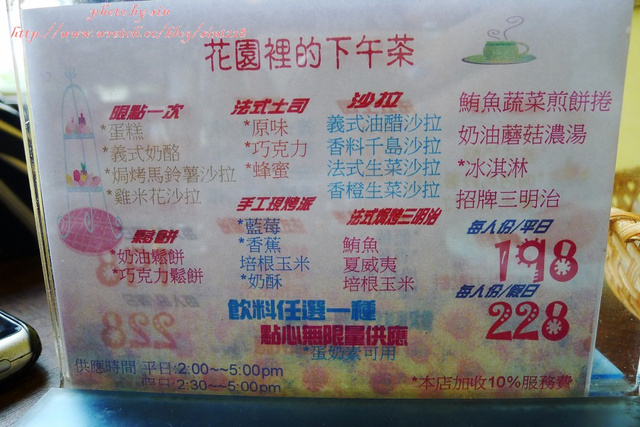 photo by xiu
花園裡的下午茶
限點一次
*蛋糕
*義式奶酪
*焗烤馬鈴薯沙拉
*雞米花沙拉
鬆餅
*奶油鬆餅
*巧克力鬆餅
法式土司
*原味
*巧克力
*蜂蜜
手工現烤派
*藍莓
*香蕉
培根玉米
*奶酥
沙拉
義式油醋沙拉
香料千島沙拉
法式生菜沙拉
香橙生菜沙拉
法式焗烤三明治
鮪魚
夏威夷
培根玉米
鮪魚蔬菜煎餅捲
奶油蘑菇濃湯
*冰淇淋
招牌三明治
每人份/平日
198
每人份/假日
228
飲料任選一種
點心無限量供應
*蛋奶素可用
供應時間 平日:2:00~~5:00pm
假日:2:30~~5:00pm
*本店加收10%服務費